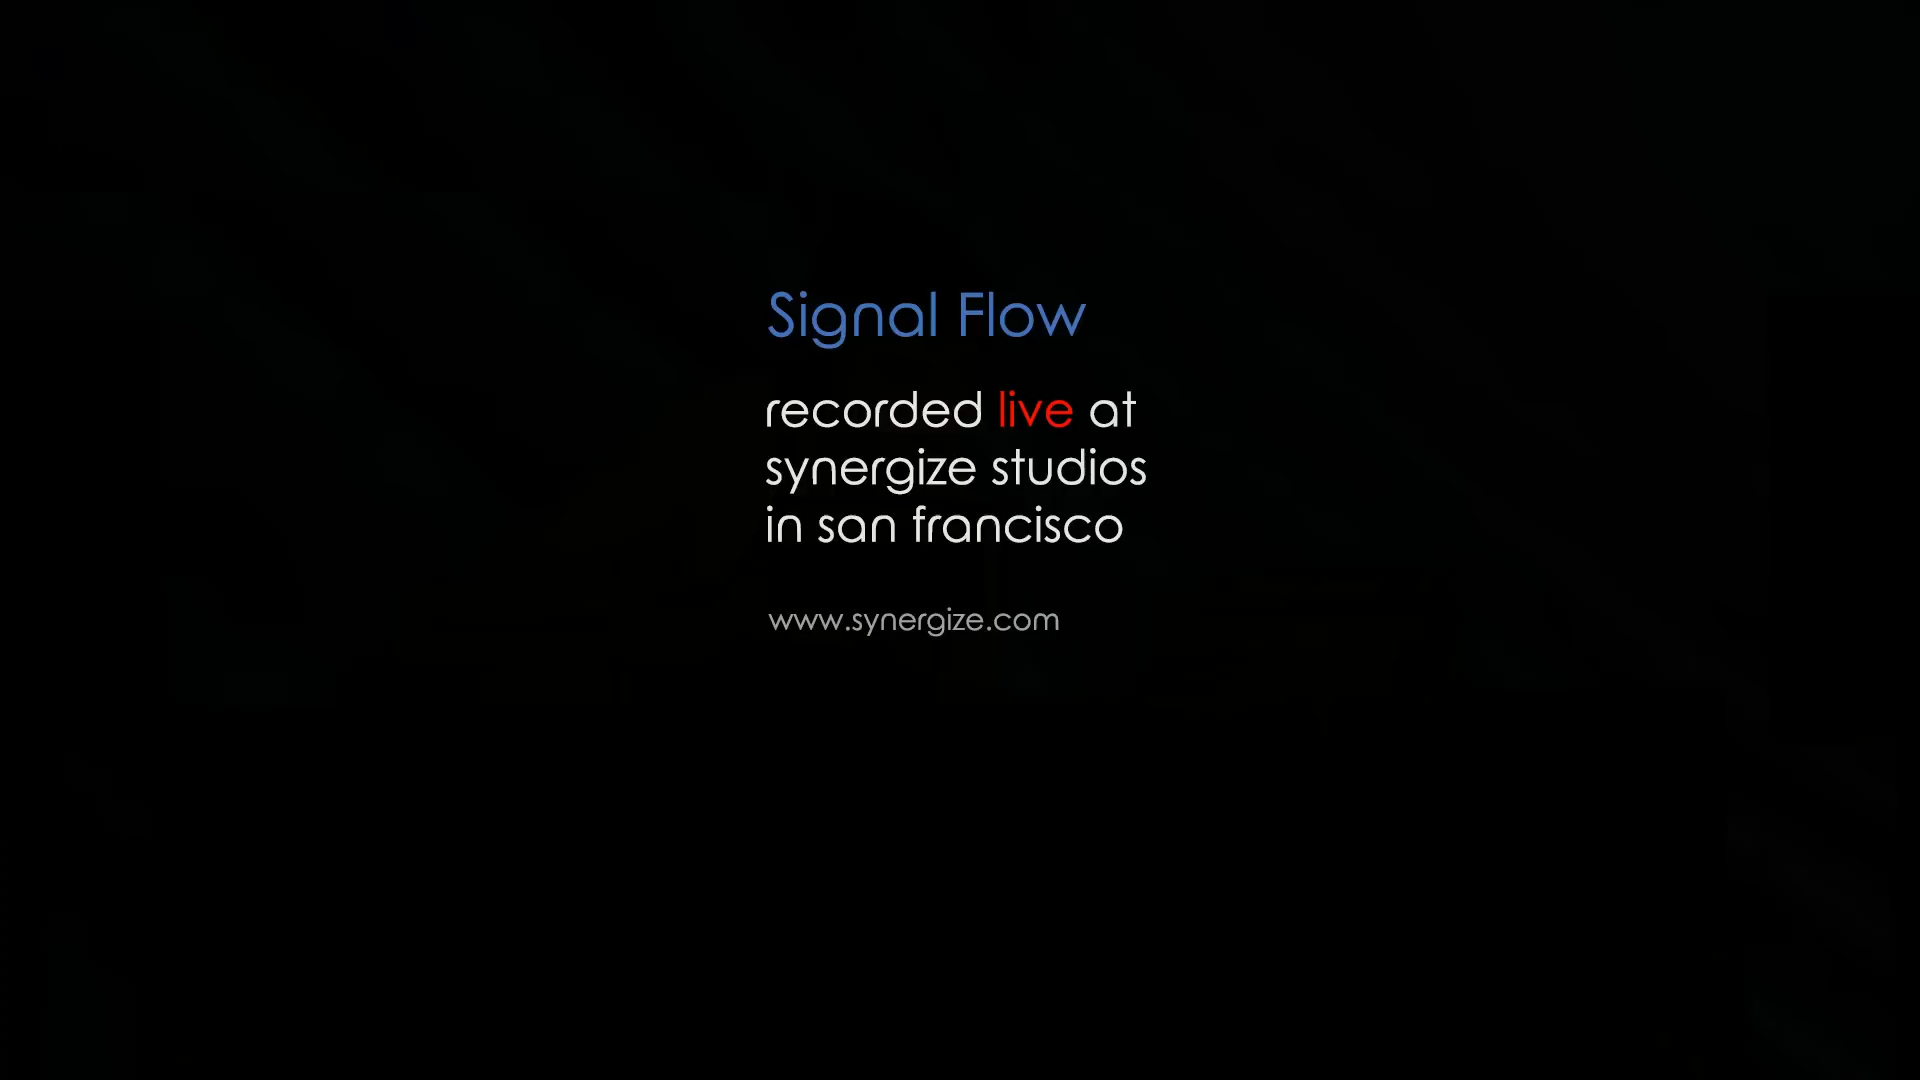 Signal Flow
recorded live at
synergize studios
in san francisco
www.synergize.com